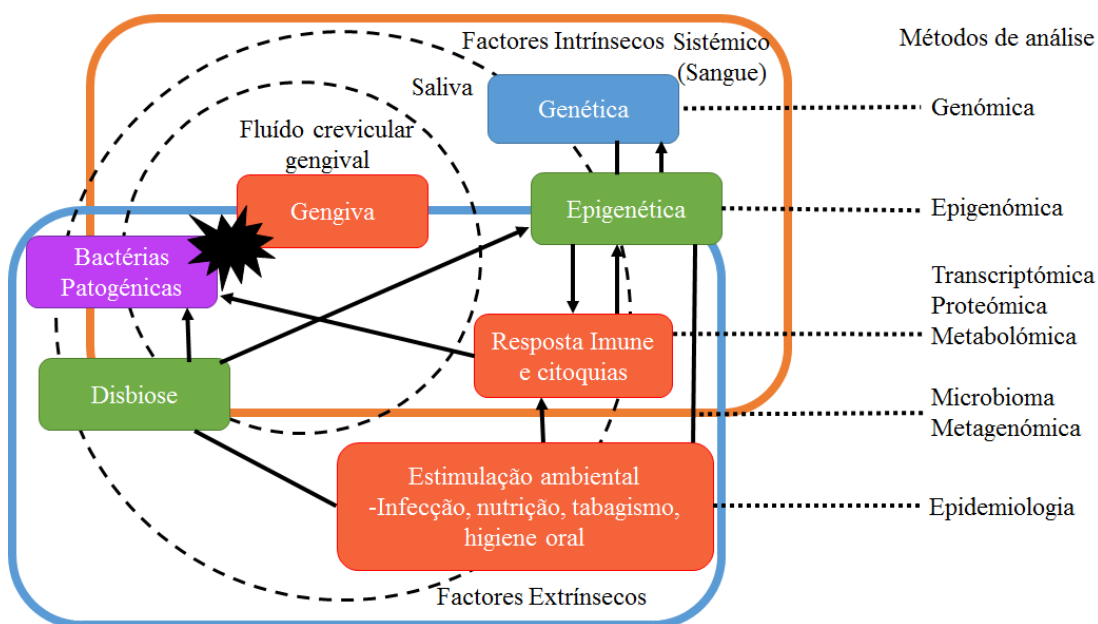 Factores Intrínsecos
Sistémico
(Sangue)
Métodos de análise
Saliva
Genética
Genómica
Fluído crevicular
gengival
Gengiva
Epigenética
Epigenómica
Bactérias
Patogénicas
Transcriptómica
Proteómica
Metabolómica
Resposta Imune
e citoquias
Disbiose
Microbioma
Metagenómica
Estimulação ambiental
-Infecção, nutrição, tabagismo,
higiene oral
Epidemiologia
Factores Extrínsecos